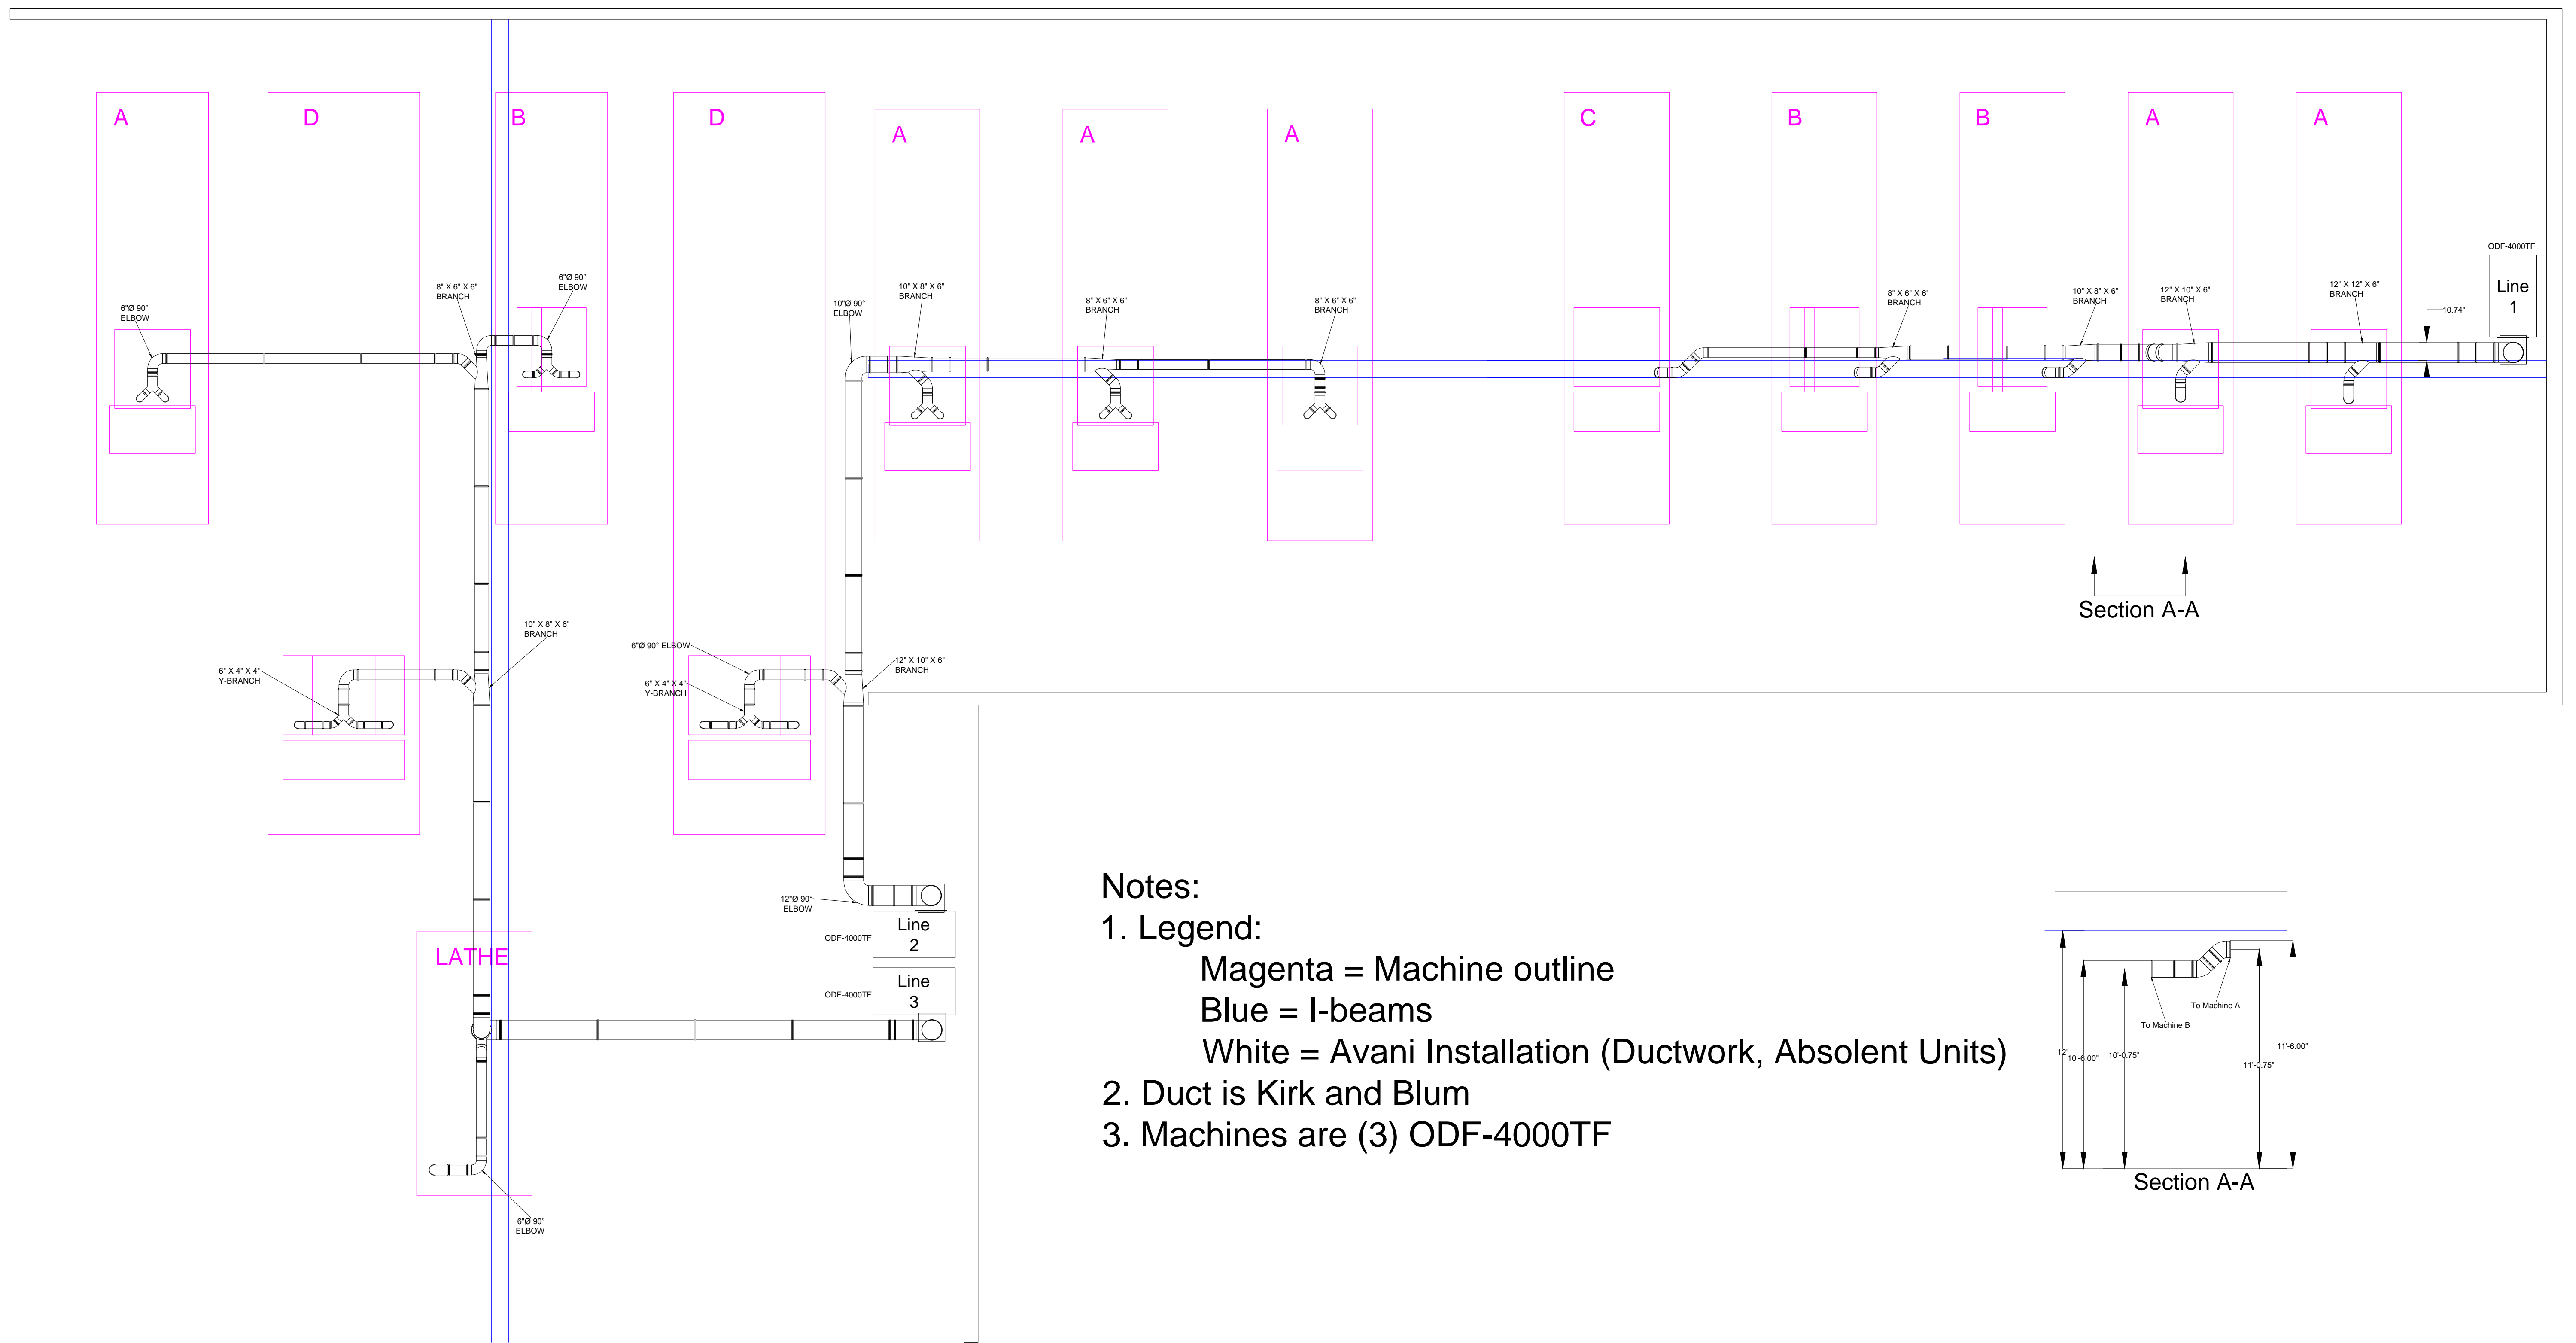 A
D
B
D
A
A
A
C
B
B
A
A
ODF-4000TF
Line
1
6"Ø 90°
ELBOW
8" X 6" X 6"
BRANCH
6"Ø 90°
ELBOW
10"Ø 90°
ELBOW
10" X 8" X 6"
BRANCH
8" X 6" X 6"
BRANCH
8" X 6" X 6"
BRANCH
8" X 6" X 6"
BRANCH
10" X 8" X 6"
BRANCH
12" X 10" X 6"
BRANCH
12" X 12" X 6"
BRANCH
10.74"
Section A-A
10" X 8" X 6"
BRANCH
6" X 4" X 4"
Y-BRANCH
6"Ø 90° ELBOW
6" X 4" X 4"
Y-BRANCH
12" X 10" X 6"
BRANCH
12"Ø 90°
ELBOW
ODF-4000TF
Line
2
ODF-4000TF
Line
3
LATHE
6"Ø 90°
ELBOW
Notes:
1. Legend:
Magenta = Machine outline
Blue = I-beams
White = Avani Installation (Ductwork, Absolent Units)
2. Duct is Kirk and Blum
3. Machines are (3) ODF-4000TF
To Machine A
To Machine B
12'
10'-6.00"
10'-0.75"
11'-0.75"
11'-6.00"
Section A-A